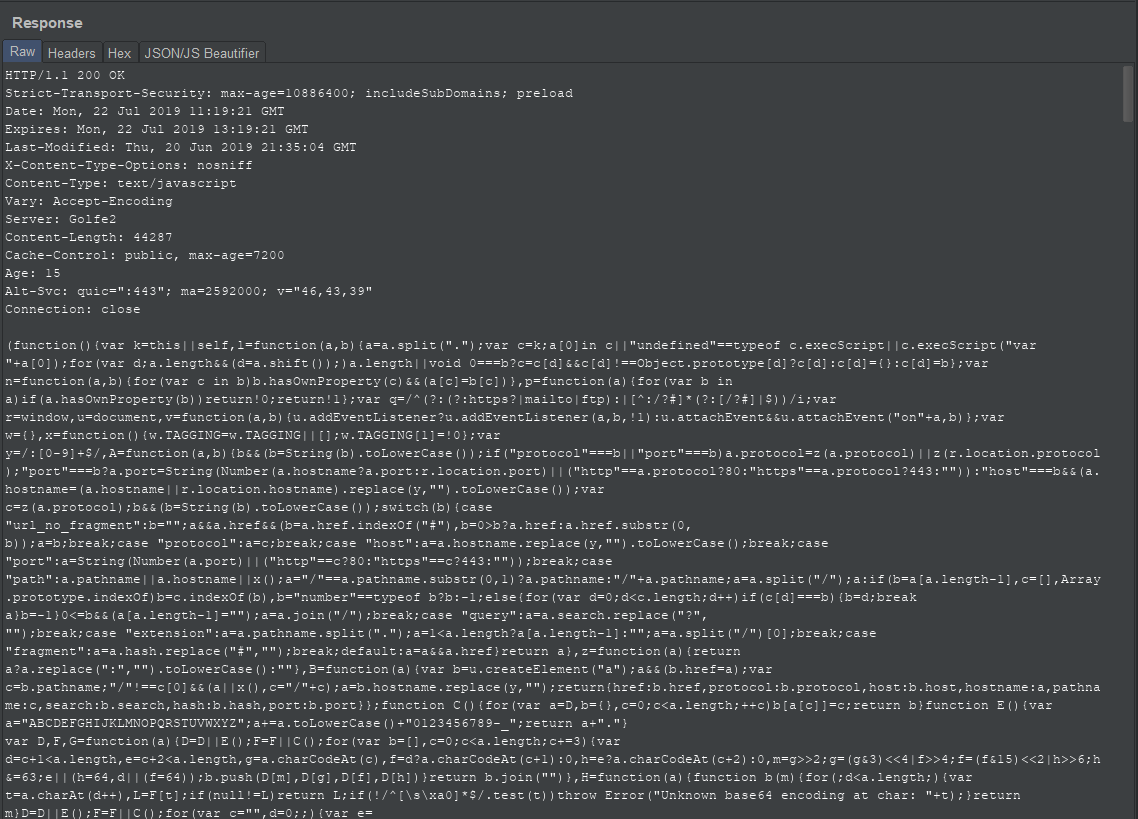 Response
Raw Headers Hex JSON/JS Beautifier
HTTP/1.1 200 OK
Strict-Transport-Security: max-age=10886400; includeSubDomains; preload
Date: Mon, 22 Jul 2019 11:19:21 GMT
Expires: Mon, 22 Jul 2019 13:19:21 GMT
Last-Modified: Thu, 20 Jun 2019 21:35:04 GMT
X-Content-Type-Options: nosniff
Content-Type: text/javascript
Vary: Accept-Encoding
Server: Golfe2
Content-Length: 44287
Cache-Control: public, max-age=7200
Age: 15
Alt-Svc: quic=":443"; ma=2592000; v="46,43,39"
Connection: close
(function(){var k=this||self,l=function(a,b){a=a.split(".");var c=k;a[0]in c||"undefined"==typeof c.execScript||c.execScript("var
"+a[0]);for(var d;a.length&&(d=a.shift());)a.length||void 0===b?c=c[d]&&c[d]!==Object.prototype[d]?c[d]:c[d]={}:c[d]=b};var
n=function(a,b){for(var c in b)b.hasOwnProperty(c)&&(a[c]=b[c])},p=function(a){for(var b in
a)if(a.hasOwnProperty(b))return!0;return!1};var q=/^(?:(?:https?|mailto|ftp):|[^:/?#]*(?:[/?#]|$))/i;var
r=window,u=document,v=function(a,b){u.addEventListener?u.addEventListener(a,b,!1):u.attachEvent&&u.attachEvent("on"+a,b)};var
w={},x=function(){w.TAGGING=w.TAGGING||[];w.TAGGING[1]=!0};var
y=/:[0-9]+$/,A=function(a,b){b&&(b=String(b).toLowerCase());if("protocol"===b||"port"===b)a.protocol=z(a.protocol)||z(r.location.protocol
);"port"===b?a.port=String(Number(a.hostname?a.port:r.location.port)||("http"==a.protocol?80:"https"==a.protocol?443:"")):"host"===b&&(a.
hostname=(a.hostname||r.location.hostname).replace(y,"").toLowerCase());var
c=z(a.protocol);b&&(b=String(b).toLowerCase());switch(b){case
"url_no_fragment":b="";a&&a.href&&(b=a.href.indexOf("#"),b=0>b?a.href:a.href.substr(0,
b));a=b;break;case "protocol":a=c;break;case "host":a=a.hostname.replace(y,"").toLowerCase();break;case
"port":a=String(Number(a.port)||("http"==c?80:"https"==c?443:""));break;case
"path":a.pathname||a.hostname||x();a="/"==a.pathname.substr(0,1)?a.pathname:"/"+a.pathname;a=a.split("/");a:if(b=a[a.length-1],c=[],Array
.prototype.indexOf)b=c.indexOf(b),b="number"==typeof b?b:-1;else{for(var d=0;d<c.length;d++)if(c[d]===b){b=d;break
a}b=-1}0<=b&&(a[a.length-1]="");a=a.join("/");break;case "query":a=a.search.replace("?",
"");break;case "extension":a=a.pathname.split(".");a=1<a.length?a[a.length-1]:"";a=a.split("/")[0];break;case
"fragment":a=a.hash.replace("#","");break;default:a=a&&a.href}return a},z=function(a){return
a?a.replace(":","").toLowerCase():""},B=function(a){var b=u.createElement("a");a&&(b.href=a);var
c=b.pathname;"/"!==c[0]&&(a||x(),c="/"+c);a=b.hostname.replace(y,"");return{href:b.href,protocol:b.protocol,host:b.host,hostname:a,pathna
me:c,search:b.search,hash:b.hash,port:b.port}};function C(){for(var a=D,b={},c=0;c<a.length;++c)b[a[c]]=c;return b}function E(){var
a="ABCDEFGHIJKLMNOPQRSTUVWXYZ";a+=a.toLowerCase()+"0123456789-_";return a+"."}
var D,F,G=function(a){D=D||E();F=F||C();for(var b=[],c=0;c<a.length;c+=3){var
d=c+1<a.length,e=c+2<a.length,g=a.charCodeAt(c),f=d?a.charCodeAt(c+1):0,h=e?a.charCodeAt(c+2):0,m=g>>2;g=(g&3)<<4|f>>4;f=(f&15)<<2|h>>6;h
&=63;e||(h=64,d||(f=64));b.push(D[m],D[g],D[f],D[h])}return b.join("")},H=function(a){function b(m){for(;d<a.length;){var
t=a.charAt(d++),L=F[t];if(null!=L)return L;if(!/^[\s\xa0]*$/.test(t))throw Error("Unknown base64 encoding at char: "+t);}return
m}D=D||E();F=F||C();for(var c="",d=0;;){var e=